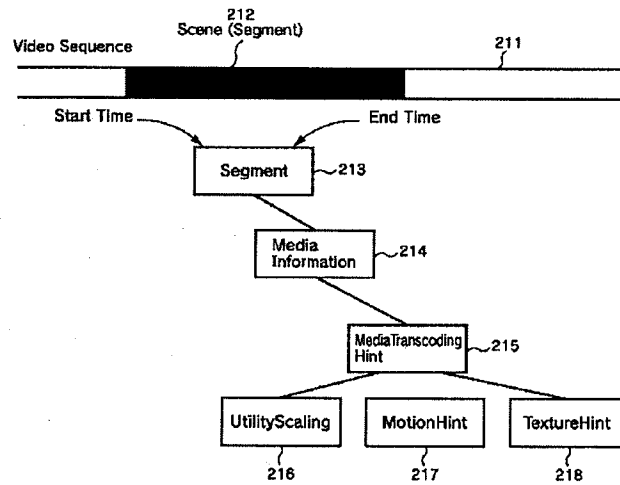 212
Scene (Segment)
Video Sequence
211
Start Time
End Time
Segment
213
Media
Information
214
MediaTranscoding
Hint
215
UtilityScaling
MotionHint
TextureHint
216
217
218